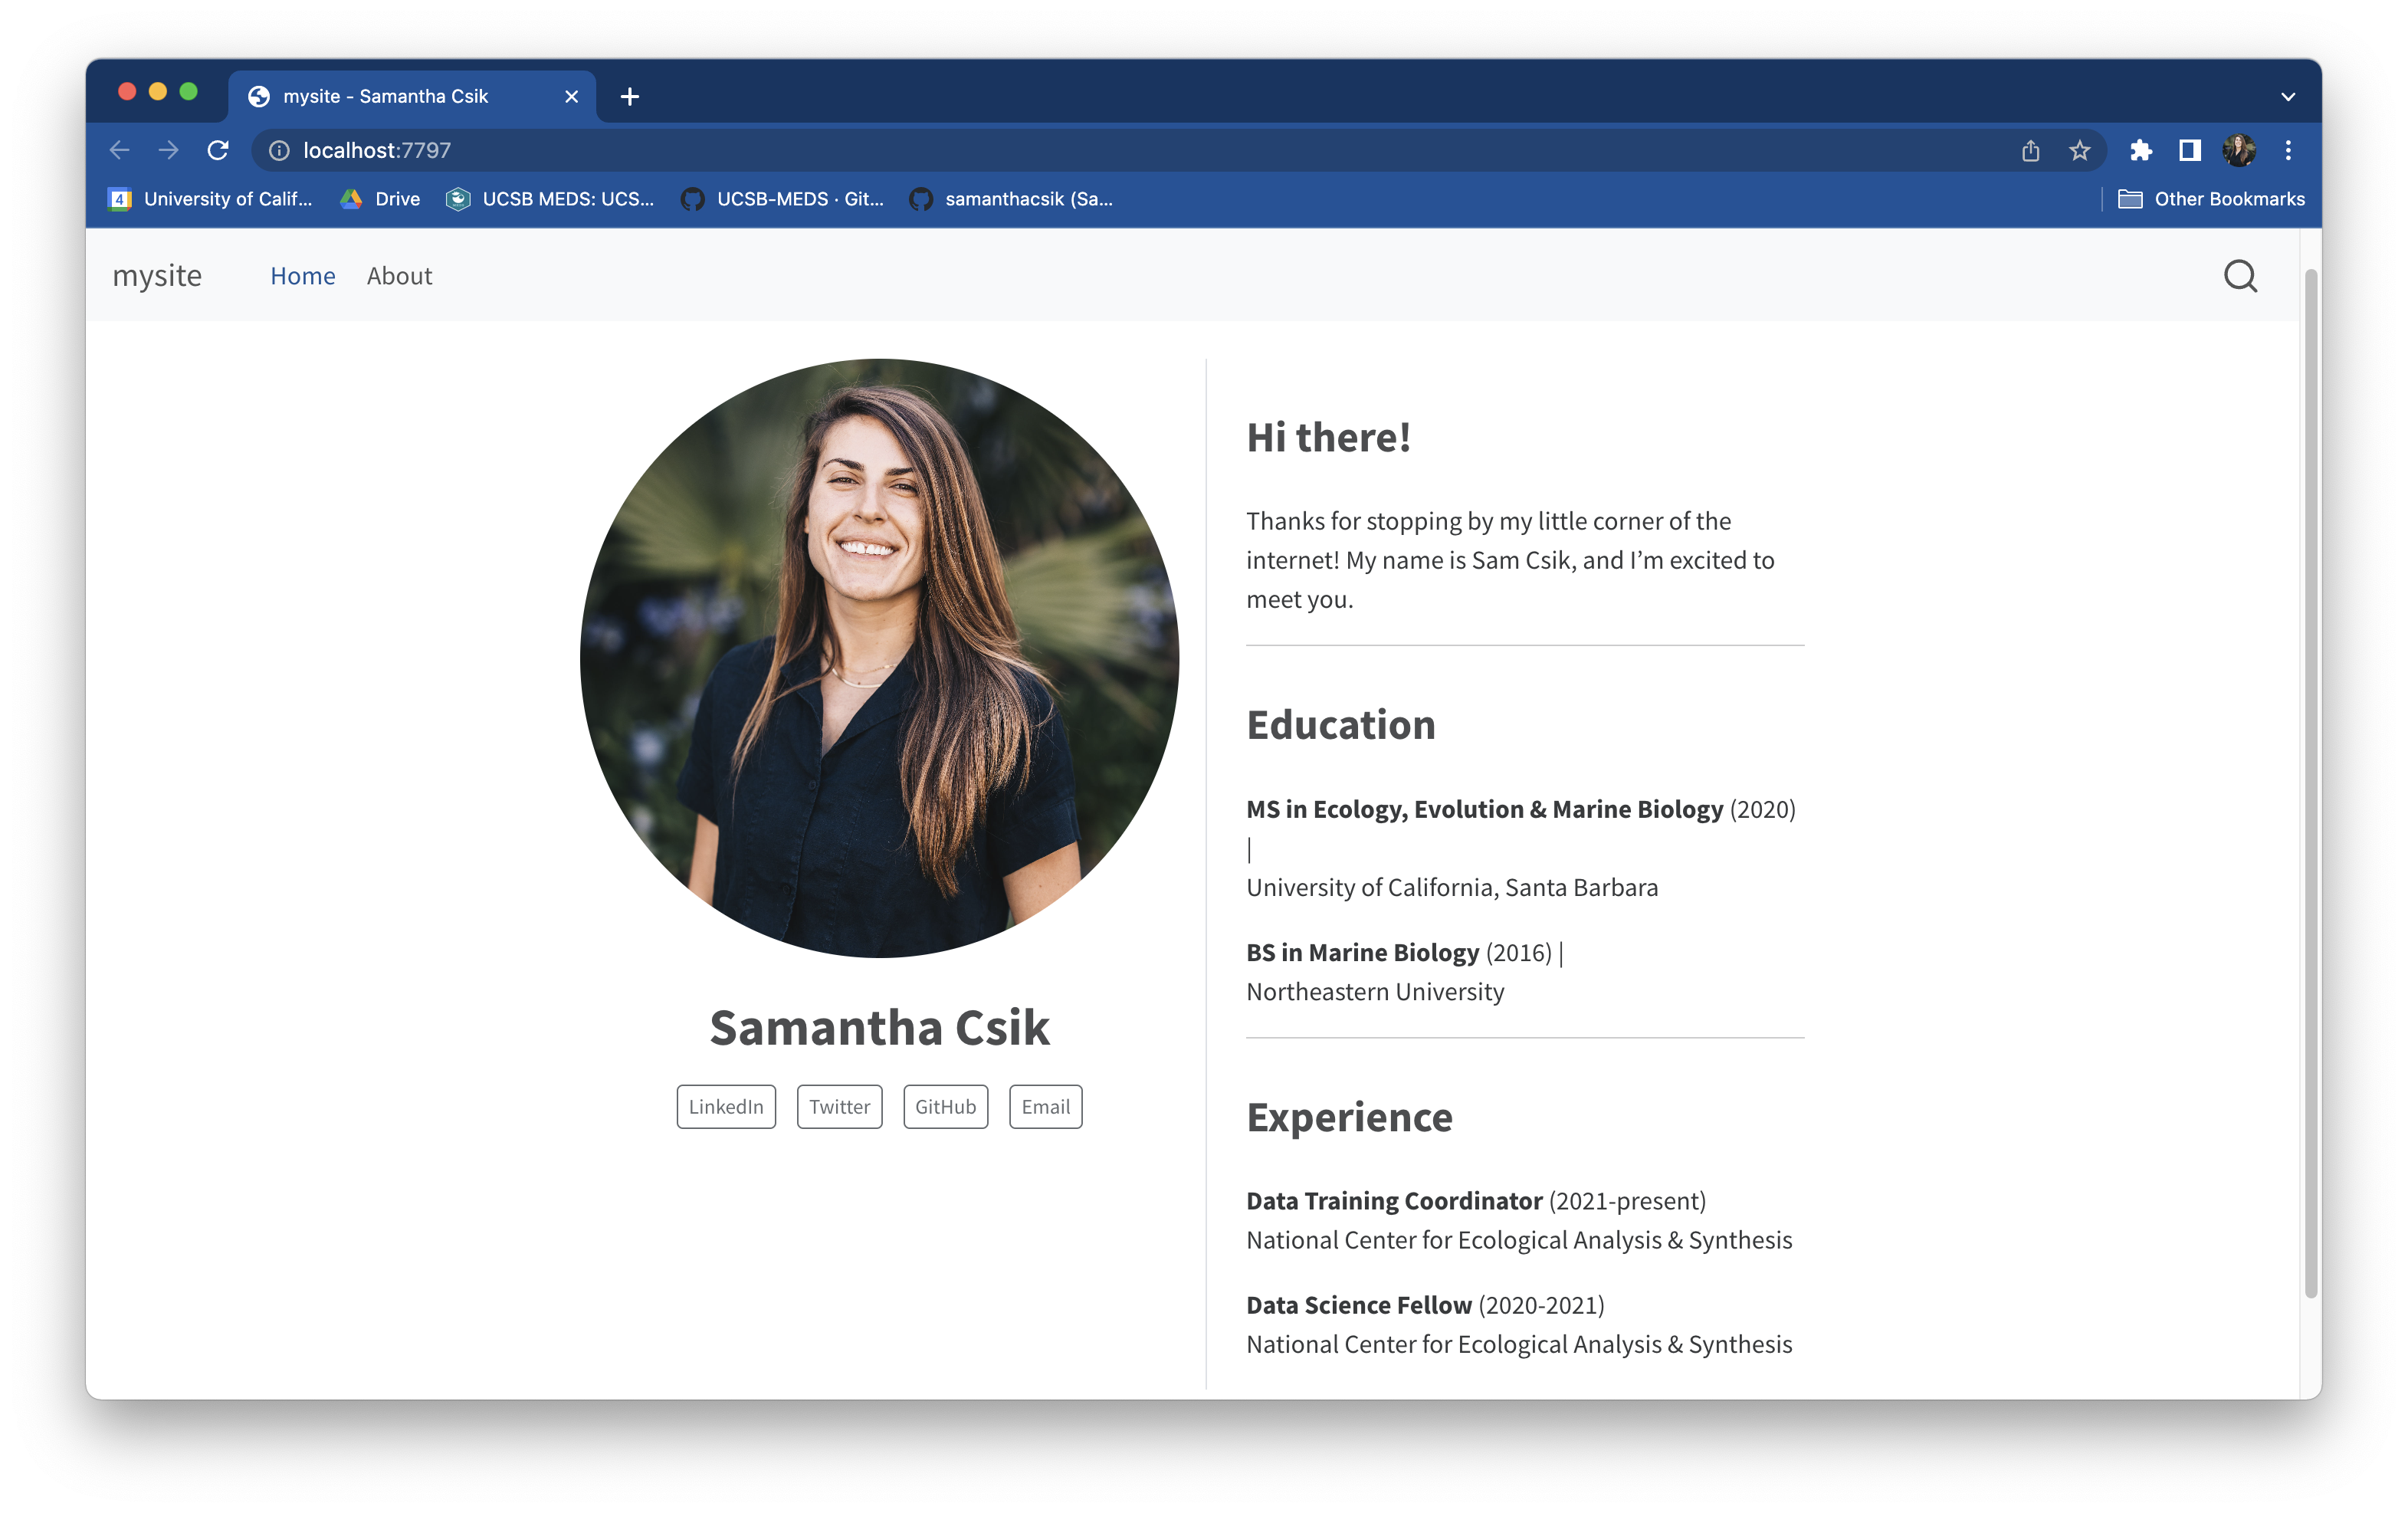 mysite - Samantha Csik
localhost:7797
4 University of Calif... Drive UCSB MEDS: UCS... UCSB-MEDS · Git... samanthacsik (Sa... Other Bookmarks
mysite Home About
Samantha Csik
LinkedIn Twitter GitHub Email
Hi there!
Thanks for stopping by my little corner of the
internet! My name is Sam Csik, and I’m excited to
meet you.
Education
MS in Ecology, Evolution & Marine Biology (2020)
|
University of California, Santa Barbara
BS in Marine Biology (2016) |
Northeastern University
Experience
Data Training Coordinator (2021-present)
National Center for Ecological Analysis & Synthesis
Data Science Fellow (2020-2021)
National Center for Ecological Analysis & Synthesis